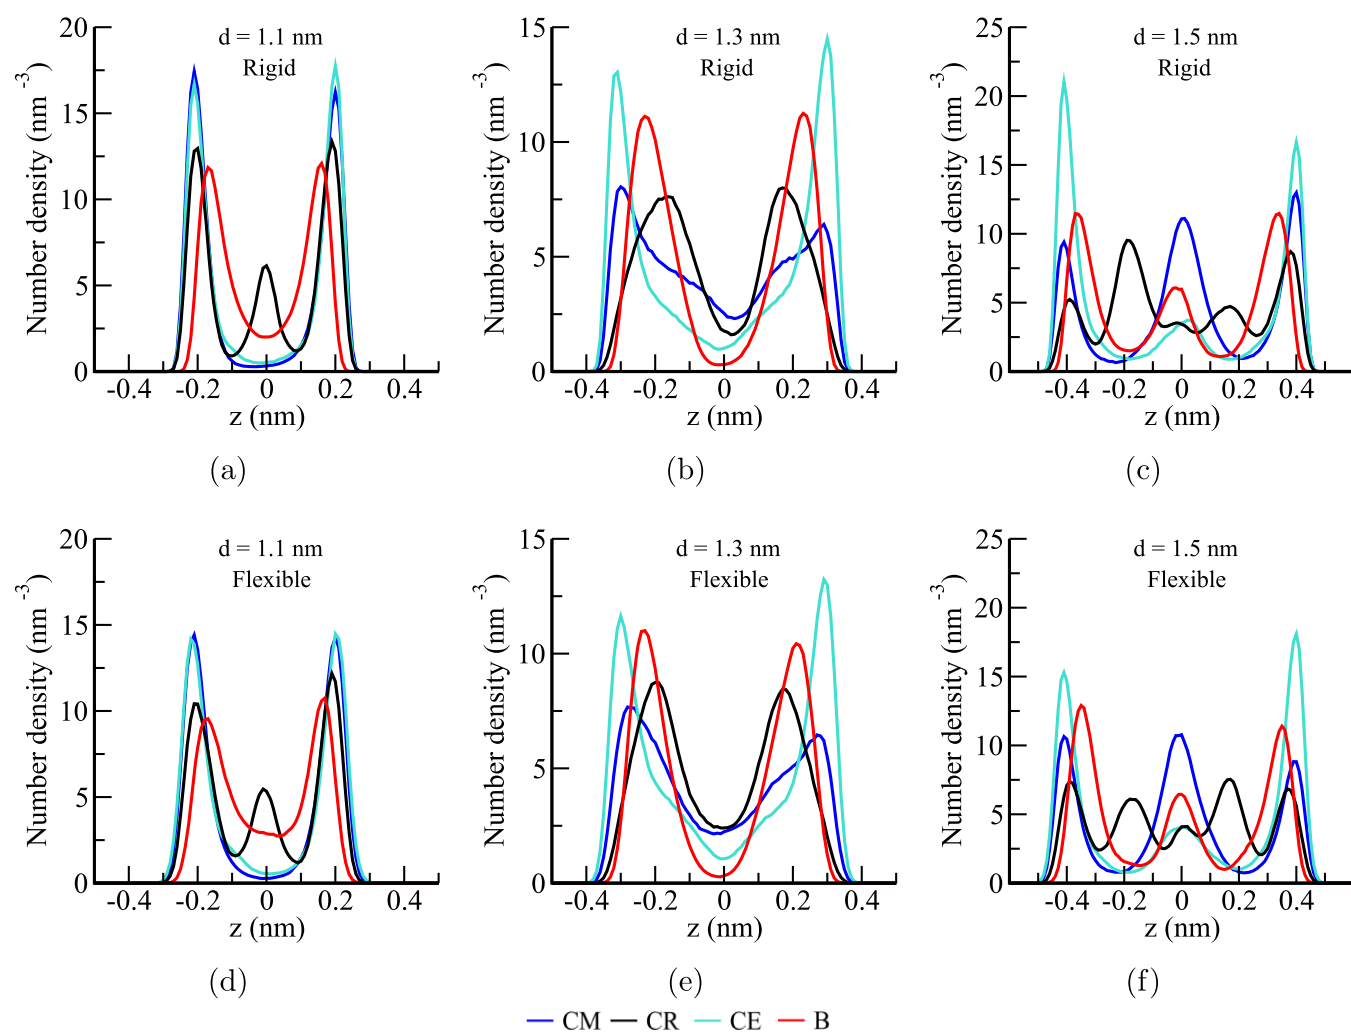 20
15
10
5
0
Number density (nm -3)
d = 1.1 nm
Rigid
-0.4 -0.2 0 0.2 0.4
z (nm)
(a)
15
10
5
0
Number density (nm -3)
d = 1.3 nm
Rigid
-0.4 -0.2 0 0.2 0.4
z (nm)
(b)
25
20
15
10
5
0
Number density (nm -3)
d = 1.5 nm
Rigid
-0.4 -0.2 0 0.2 0.4
z (nm)
(c)
20
15
10
5
0
Number density (nm -3)
d = 1.1 nm
Flexible
-0.4 -0.2 0 0.2 0.4
z (nm)
(d)
15
10
5
0
Number density (nm -3)
d = 1.3 nm
Flexible
-0.4 -0.2 0 0.2 0.4
z (nm)
(e)
25
20
15
10
5
0
Number density (nm -3)
d = 1.5 nm
Flexible
-0.4 -0.2 0 0.2 0.4
z (nm)
(f)
CM CR CE B